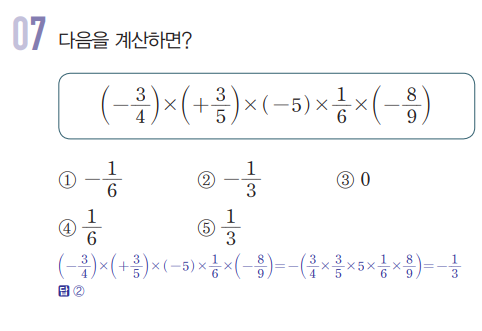 07 다음을 계산하면?
(−3/4)×(+3/5)×(−5)×1/6×(−8/9)
① −1/6 ② −1/3 ③ 0
④ 1/6 ⑤ 1/3
(−3/4)×(+3/5)×(−5)×1/6×(−8/9)=−(3/4×3/5×5×1/6×8/9)=−1/3
답 ②